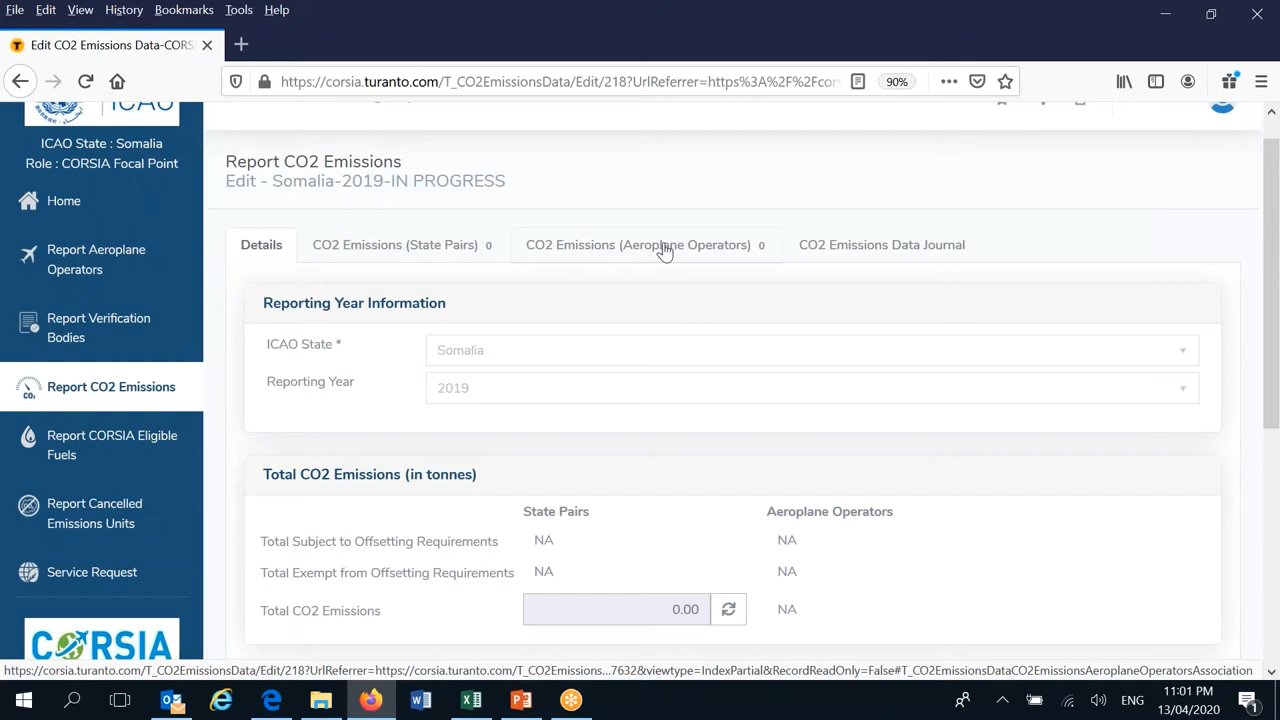 File Edit View History Bookmarks Tools Help
Edit CO2 Emissions Data-CORS
https://corsia.turanto.com/T_CO2EmissionsData/Edit/218?UrlReferrer=https%3A%2F%2Fcors
90%
ICAO
ICAO State : Somalia
Role : CORSIA Focal Point
Home
Report Aeroplane
Operators
Report Verification
Bodies
CO2
Report CO2 Emissions
Report CORSIA Eligible
Fuels
Report Cancelled
Emissions Units
Service Request
CORSIA
Report CO2 Emissions
Edit - Somalia-2019-IN PROGRESS
Details CO2 Emissions (State Pairs) 0 CO2 Emissions (Aeroplane Operators) 0 CO2 Emissions Data Journal
Reporting Year Information
ICAO State * Somalia
Reporting Year 2019
Total CO2 Emissions (in tonnes)
State Pairs Aeroplane Operators
Total Subject to Offsetting Requirements NA NA
Total Exempt from Offsetting Requirements NA NA
Total CO2 Emissions 0.00 NA
https://corsia.turanto.com/T_CO2EmissionsData/Edit/218?UrlReferrer=https://corsia.turanto.com/T_CO2Emissions...7632&viewtype=IndexPartial&RecordReadOnly=False#T_CO2EmissionsDataCO2EmissionsAeroplaneOperatorsAssociation
ENG
11:01 PM
13/04/2020
1